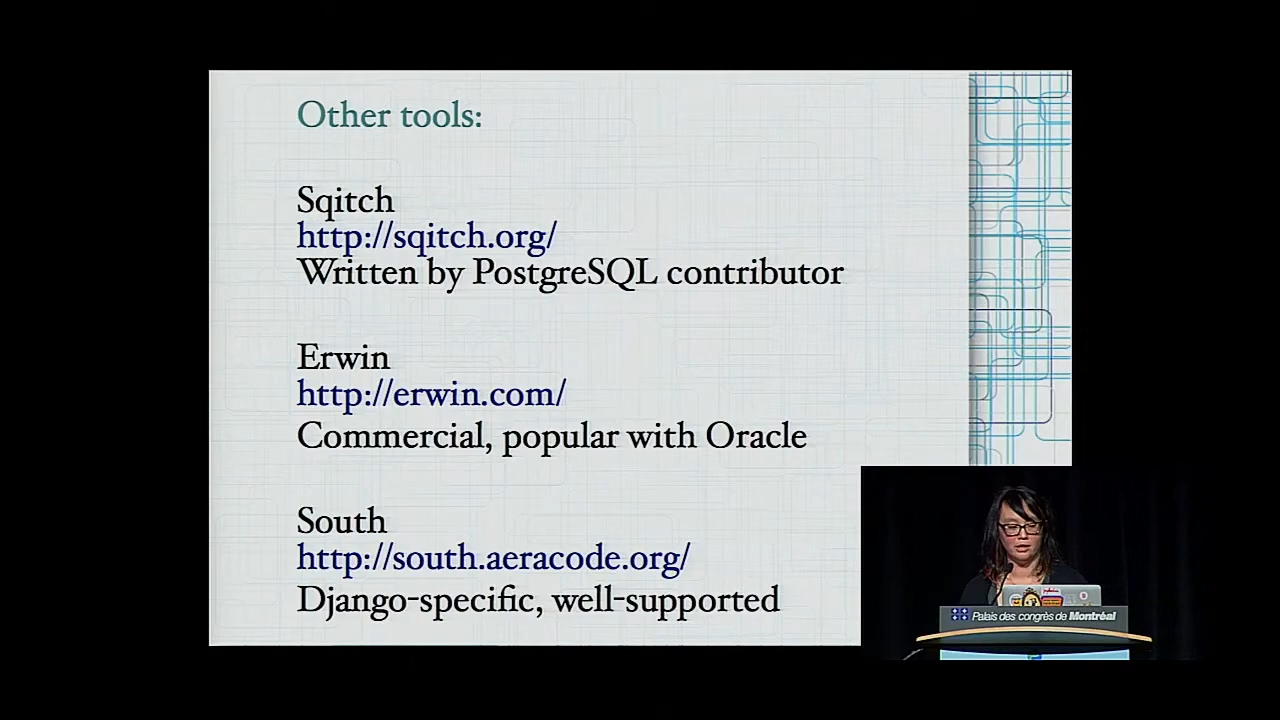 Other tools:
Sqitch
http://sqitch.org/
Written by PostgreSQL contributor
Erwin
http://erwin.com/
Commercial, popular with Oracle
South
http://south.aeracode.org/
Django-specific, well-supported
Palais des congrès de Montréal